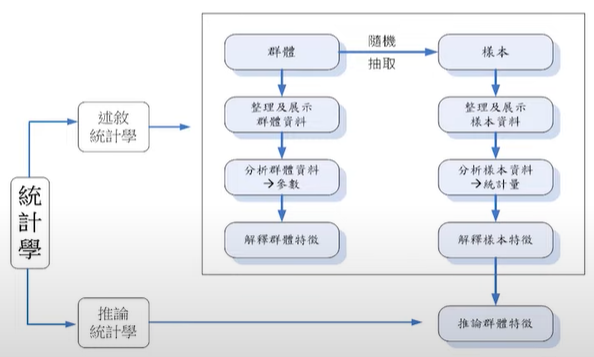 群體
隨機
抽取
樣本
整理及展示
群體資料
整理及展示
樣本資料
述敘
統計學
分析群體資料
→參數
分析樣本資料
→統計量
統計學
解釋群體特徵
解釋樣本特徵
推論
統計學
推論群體特徵